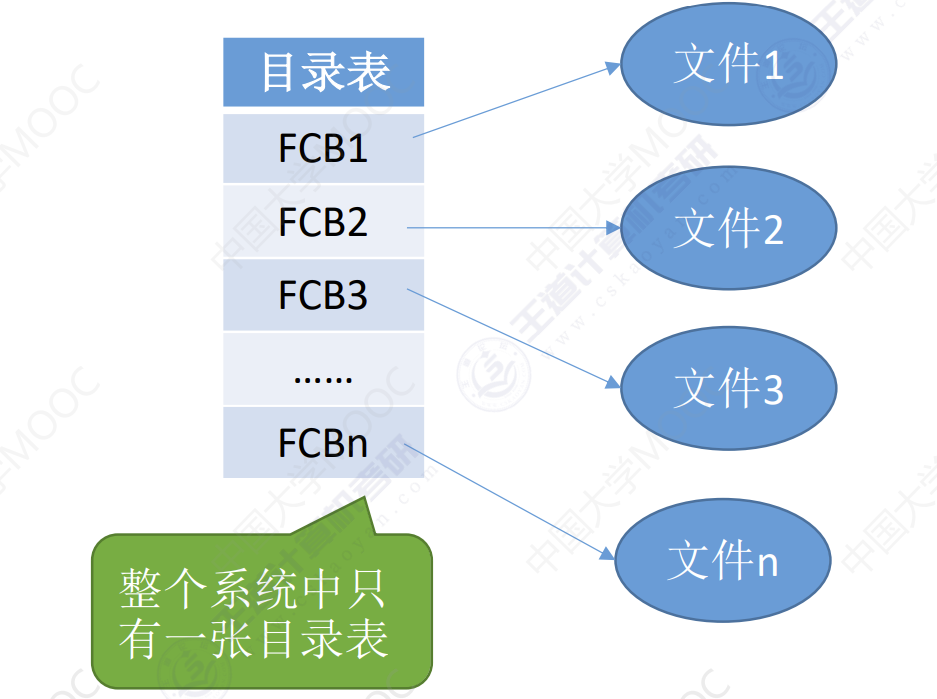 目录表
FCB1
FCB2
FCB3
......
FCBn
文件1
文件2
文件3
文件n
整个系统中只
有一张目录表
中国大学MOOC
王道计算机考研
www.cskaoyan.com